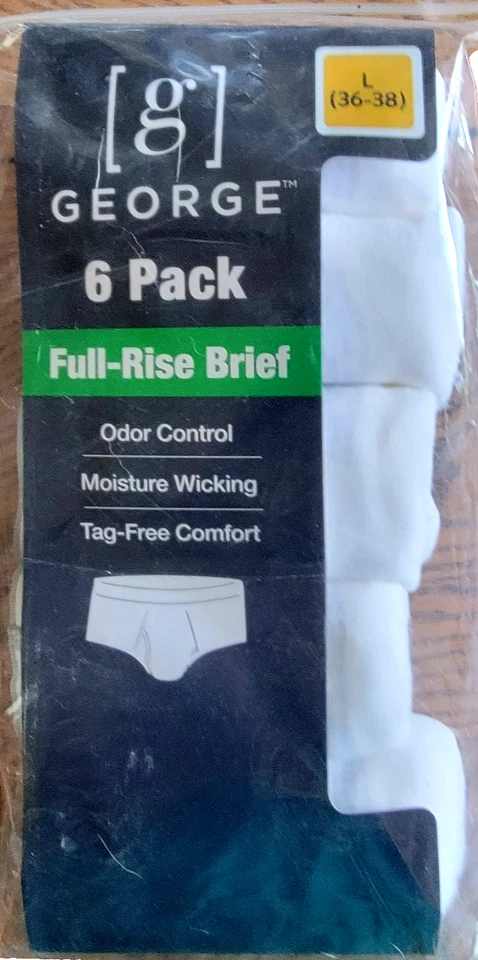 [g]
GEORGE™
L
(36-38)
6 Pack
Full-Rise Brief
Odor Control
Moisture Wicking
Tag-Free Comfort